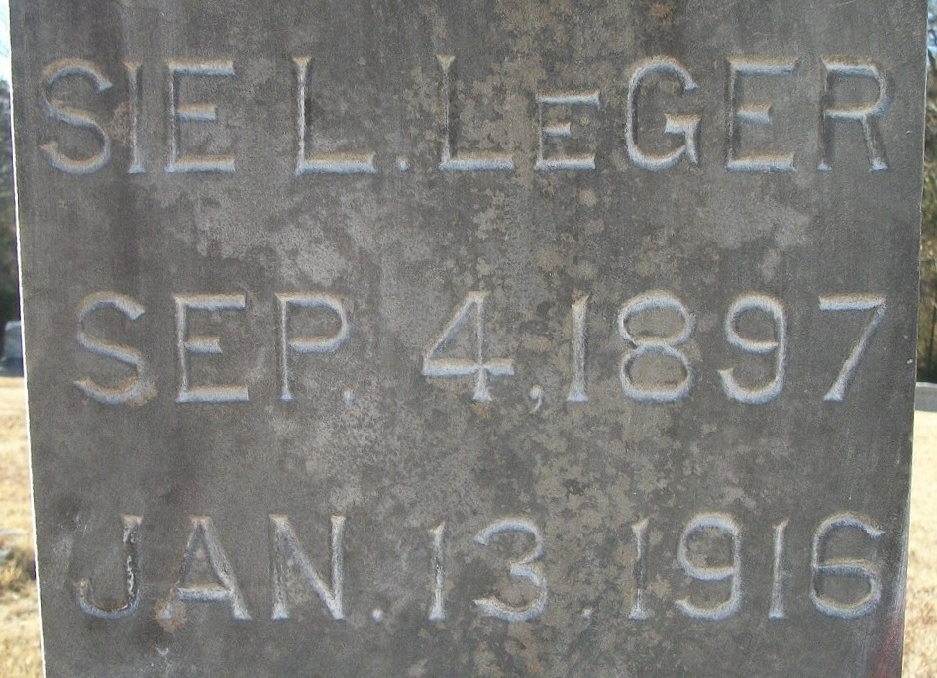 SIE L. LEGER
SEP. 4, 1897
JAN. 13, 1916